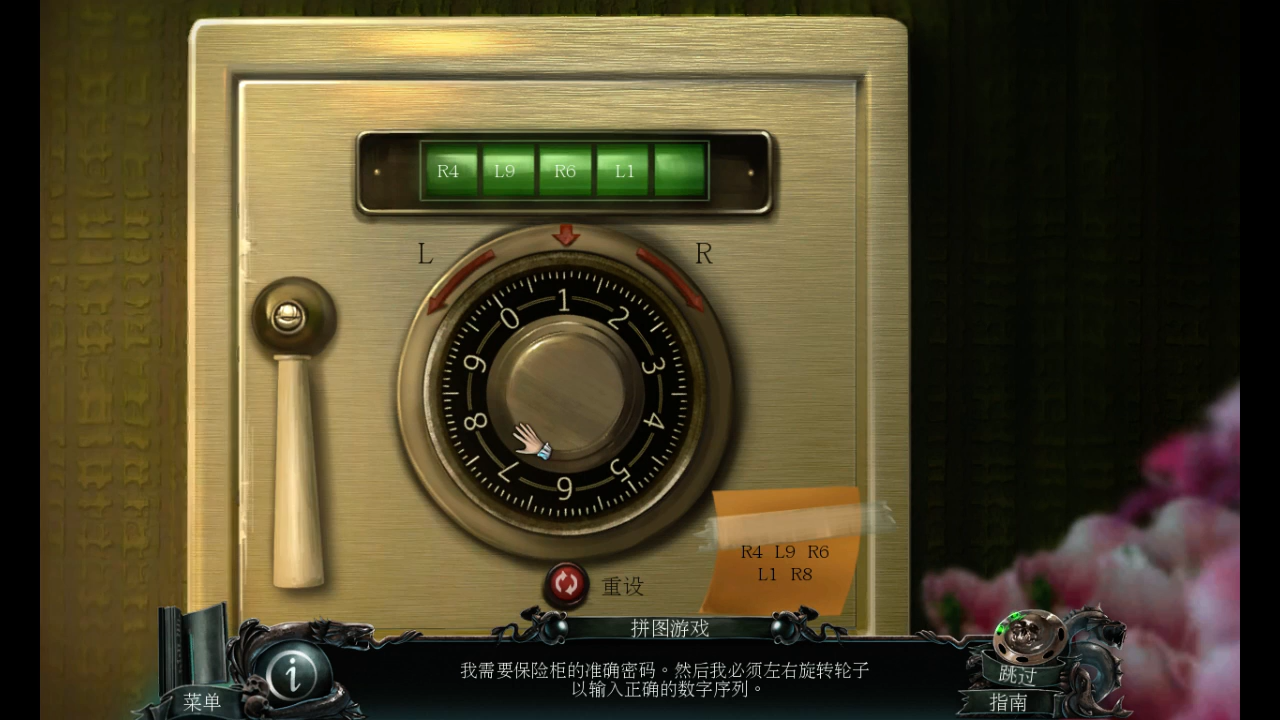 R4 L9 R6 L1
L R
0 1 2 3 4 5 6 7 8 9
R4 L9 R6
L1 R8
重设
拼图游戏
我需要保险柜的准确密码。然后我必须左右旋转轮子
以输入正确的数字序列。
菜单
跳过
指南